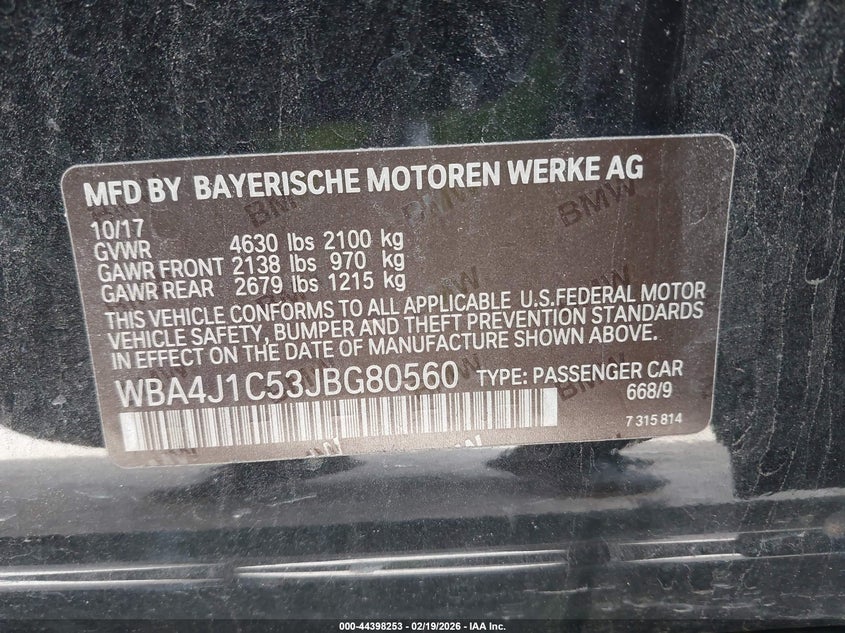 MFD BY BAYERISCHE MOTOREN WERKE AG
10/17
GVWR 4630 lbs 2100 kg
GAWR FRONT 2138 lbs 970 kg
GAWR REAR 2679 lbs 1215 kg
THIS VEHICLE CONFORMS TO ALL APPLICABLE U.S.FEDERAL MOTOR
VEHICLE SAFETY, BUMPER AND THEFT PREVENTION STANDARDS
IN EFFECT ON THE DATE OF MANUFACTURE SHOWN ABOVE.
WBA4J1C53JBG80560 TYPE: PASSENGER CAR
668/9
7 315 814
000-44398253 - 02/19/2026 - IAA Inc.